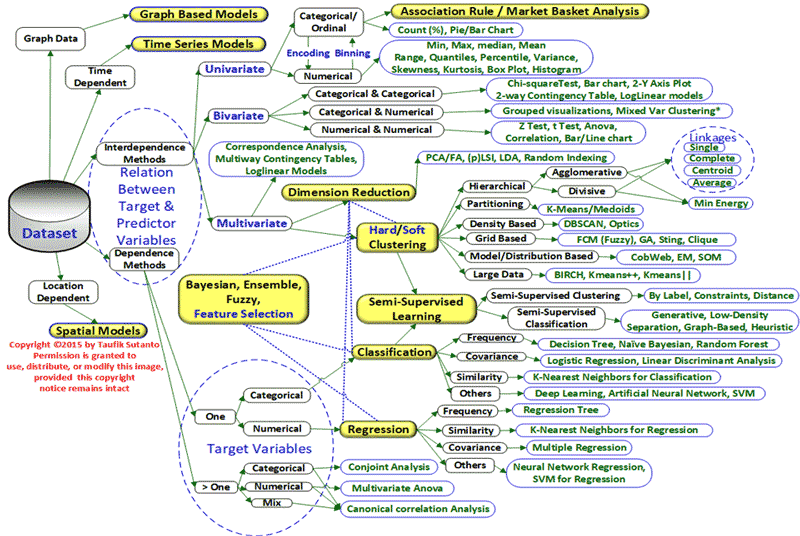 Graph Based Models
Graph Data
Time Series Models
Time
Dependent
Interdependence
Methods
Relation
Between
Target &
Predictor
Variables
Dependence
Methods
Dataset
Location
Dependent
Spatial Models
Copyright ©2015 by Taufik Sutanto
Permission is granted to
use, distribute, or modify this image,
provided this copyright
notice remains intact
Univariate
Categorical/
Ordinal
Encoding Binning
Numerical
Association Rule / Market Basket Analysis
Count (%), Pie/Bar Chart
Min, Max, median, Mean
Range, Quantiles, Percentile, Variance,
Skewness, Kurtosis, Box Plot, Histogram
Bivariate
Categorical & Categorical
Chi-squareTest, Bar chart, 2-Y Axis Plot
2-way Contingency Table, LogLinear models
Categorical & Numerical
Grouped visualizations, Mixed Var Clustering*
Numerical & Numerical
Z Test, t Test, Anova,
Correlation, Bar/Line chart
Correspondence Analysis,
Multiway Contingency Tables,
Loglinear Models
Multivariate
Dimension Reduction
PCA/FA, (p)LSI, LDA, Random Indexing
Hard/Soft
Clustering
Hierarchical
Agglomerative
Divisive
Linkages
Single
Complete
Centroid
Average
Min Energy
Partitioning
K-Means/Medoids
Density Based
DBSCAN, Optics
Grid Based
FCM (Fuzzy), GA, Sting, Clique
Model/Distribution Based
CobWeb, EM, SOM
Large Data
BIRCH, Kmeans++, Kmeans||
Bayesian, Ensemble,
Fuzzy,
Feature Selection
Semi-Supervised
Learning
Semi-Supervised Clustering
By Label, Constraints, Distance
Semi-Supervised
Classification
Generative, Low-Density
Separation, Graph-Based, Heuristic
Classification
Frequency
Decision Tree, Naïve Bayesian, Random Forest
Covariance
Logistic Regression, Linear Discriminant Analysis
Similarity
K-Nearest Neighbors for Classification
Others
Deep Learning, Artificial Neural Network, SVM
One
Categorical
Numerical
Target Variables
> One
Categorical
Numerical
Mix
Conjoint Analysis
Multivariate Anova
Canonical correlation Analysis
Regression
Frequency
Regression Tree
Similarity
K-Nearest Neighbors for Regression
Covariance
Multiple Regression
Others
Neural Network Regression,
SVM for Regression